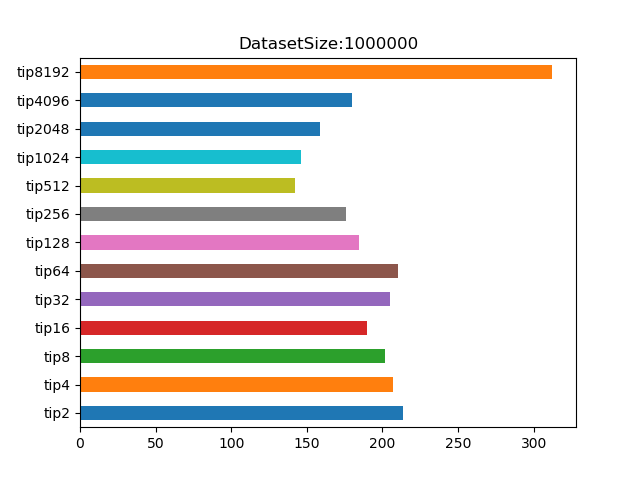 DatasetSize:1000000
tip8192
tip4096
tip2048
tip1024
tip512
tip256
tip128
tip64
tip32
tip16
tip8
tip4
tip2
0 50 100 150 200 250 300